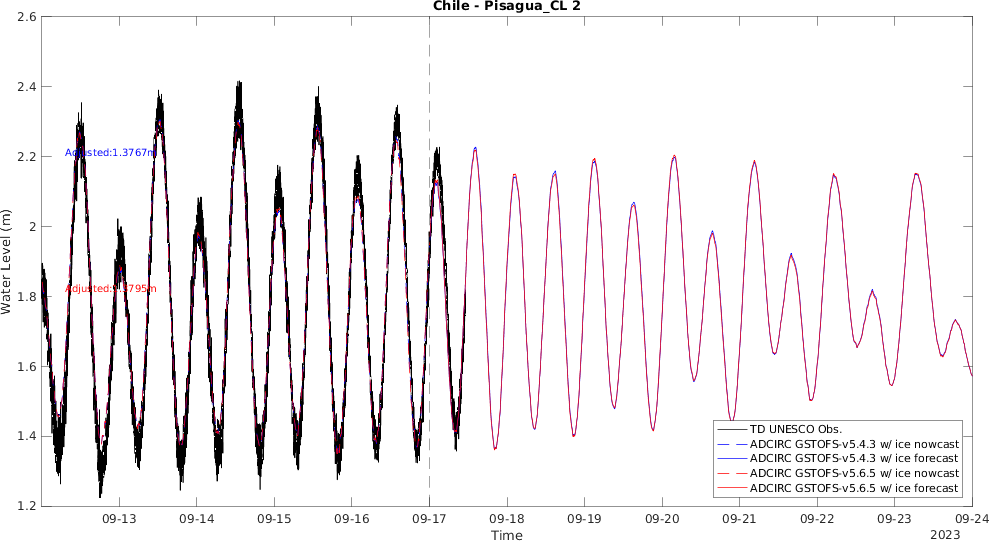 Chile - Pisagua_CL 2
Water Level (m)
2.6
2.4
2.2
2
1.8
1.6
1.4
1.2
Adjusted:1.3767m
Adjusted: .3795m
09-13
09-14
09-15
09-16
09-17
09-18
09-19
09-20
09-21
09-22
09-23
09-24
Time
2023
TD UNESCO Obs.
ADCIRC GSTOFS-v5.4.3 w/ ice nowcast
ADCIRC GSTOFS-v5.4.3 w/ ice forecast
ADCIRC GSTOFS-v5.6.5 w/ ice nowcast
ADCIRC GSTOFS-v5.6.5 w/ ice forecast